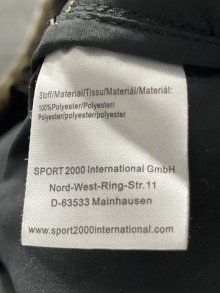 Stoff/Material/Tissu/Materiál/Materiál:
100%Polyester/Polyester/
Polyester/polyester/polyester
SPORT 2000 International GmbH
Nord-West-Ring-Str.11
D-63533 Mainhausen
www.sport2000international.com